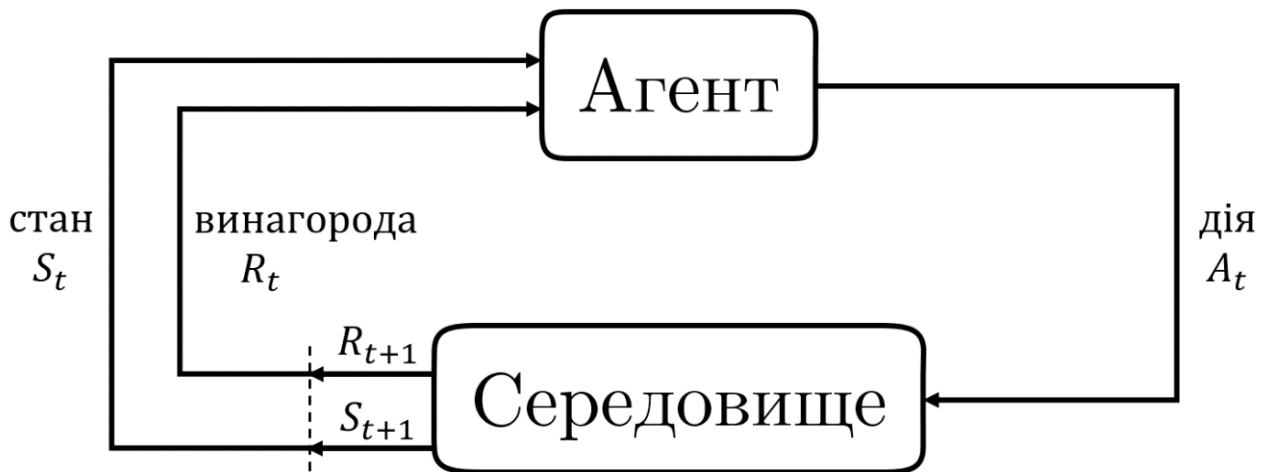 Агент
стан
S_t
винагорода
R_t
дія
A_t
R_{t+1}
S_{t+1}
Середовище